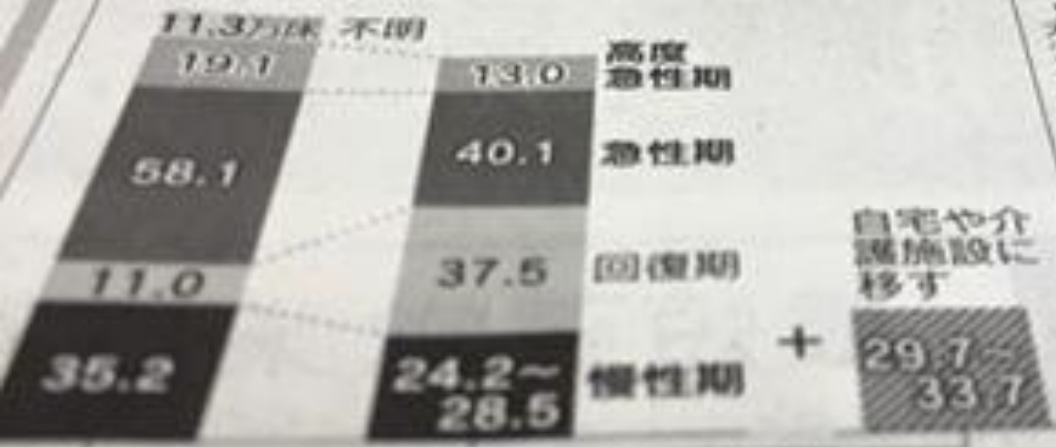 11.3万床 不明
19.1
58.1
11.0
35.2
13.0
40.1
37.5
24.2〜
28.5
高度
急性期
急性期
回復期
慢性期
+
自宅や介
護施設に
移す
29.7〜
33.7